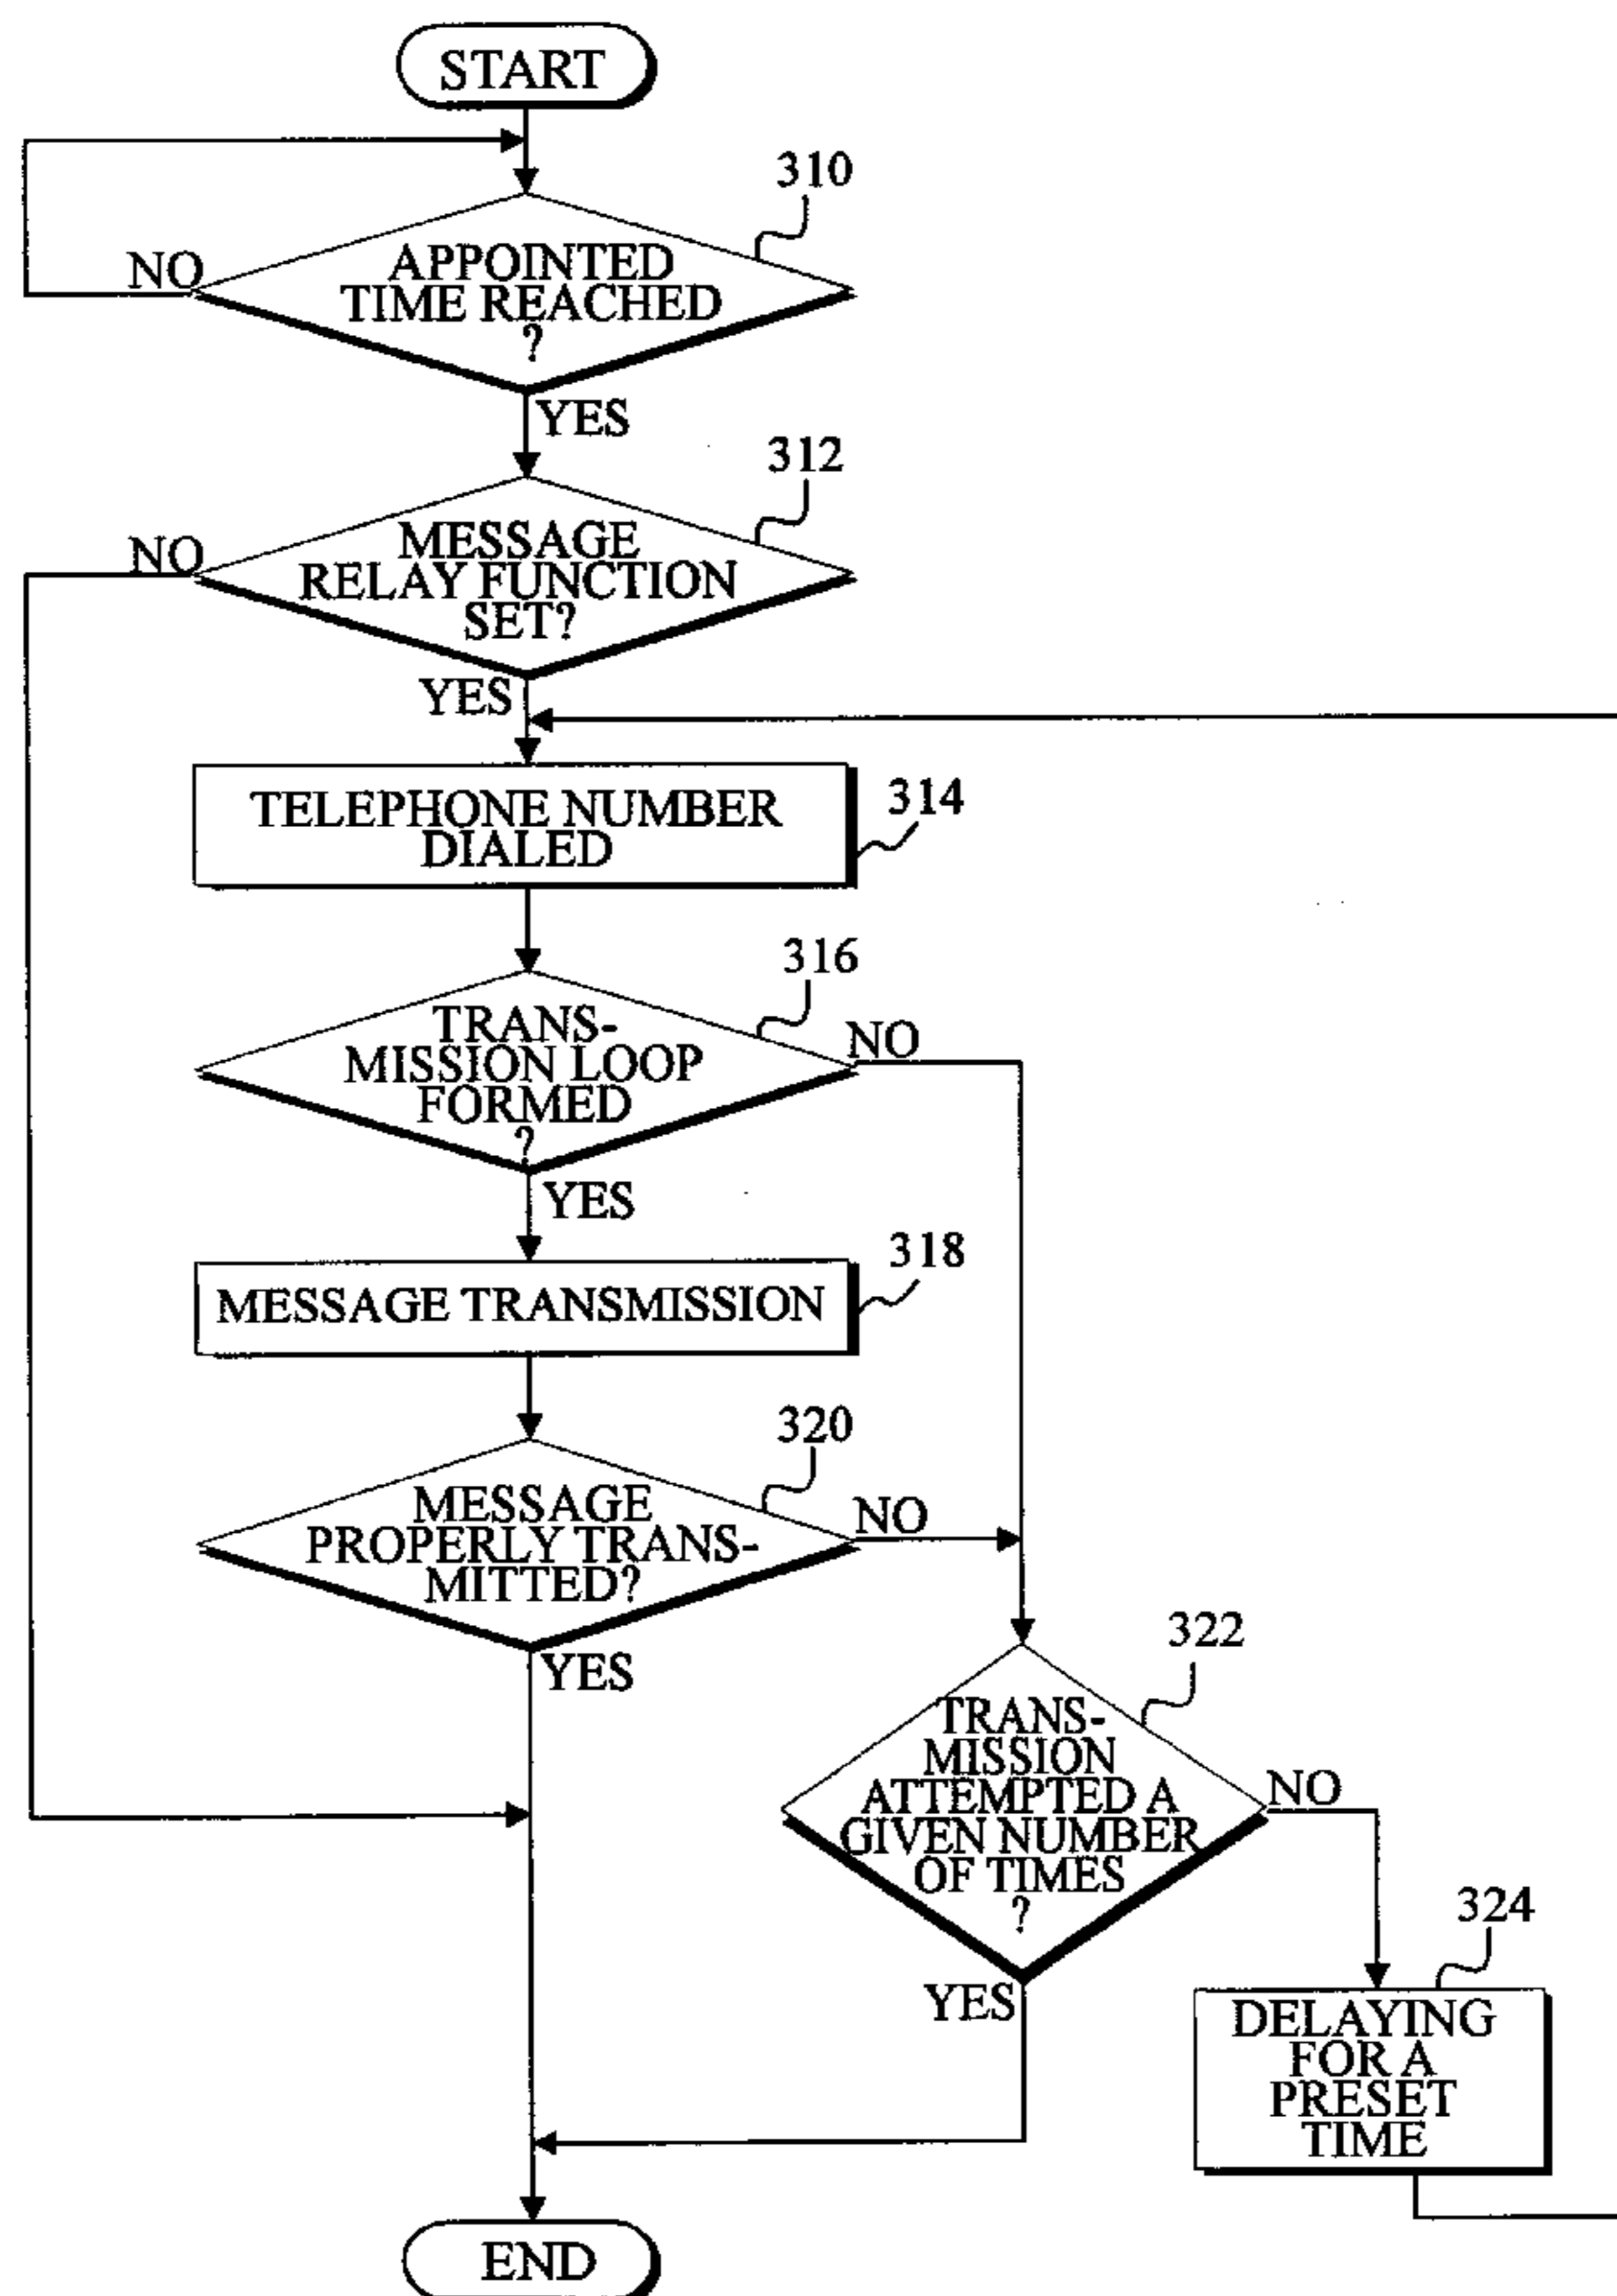 START
310
APPOINTED
TIME REACHED
?
NO
YES
312
MESSAGE
RELAY FUNCTION
SET?
NO
YES
TELEPHONE NUMBER
DIALED
314
316
TRANS-
MISSION LOOP
FORMED
?
NO
YES
318
MESSAGE TRANSMISSION
320
MESSAGE
PROPERLY TRANS-
MITTED?
NO
YES
322
TRANS-
MISSION
ATTEMPTED A
GIVEN NUMBER
OF TIMES
?
NO
YES
324
DELAYING
FOR A
PRESET
TIME
END